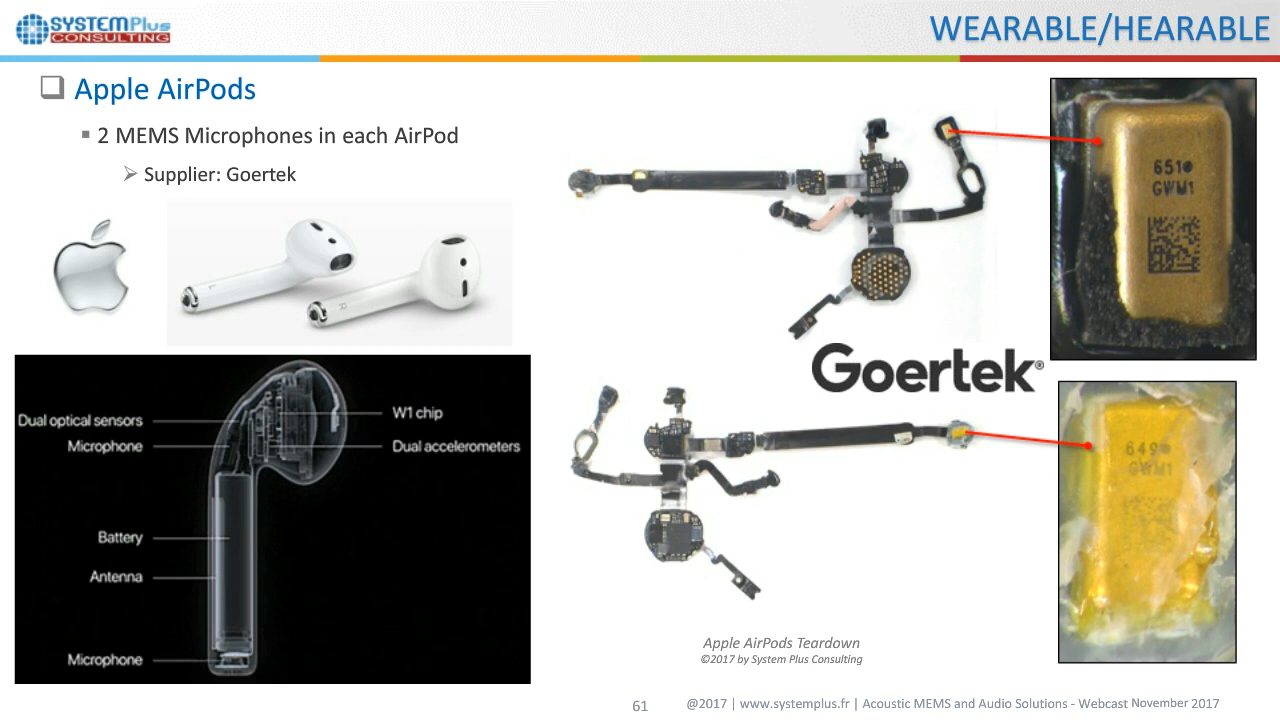 SYSTEMPlus
CONSULTING
WEARABLE/HEARABLE
Apple AirPods
2 MEMS Microphones in each AirPod
Supplier: Goertek
L
R
Dual optical sensors
Microphone
Battery
Antenna
Microphone
W1 chip
Dual accelerometers
651
GWM1
Goertek®
649
GWM1
Apple AirPods Teardown
©2017 by System Plus Consulting
61
@2017 | www.systemplus.fr | Acoustic MEMS and Audio Solutions - Webcast November 2017